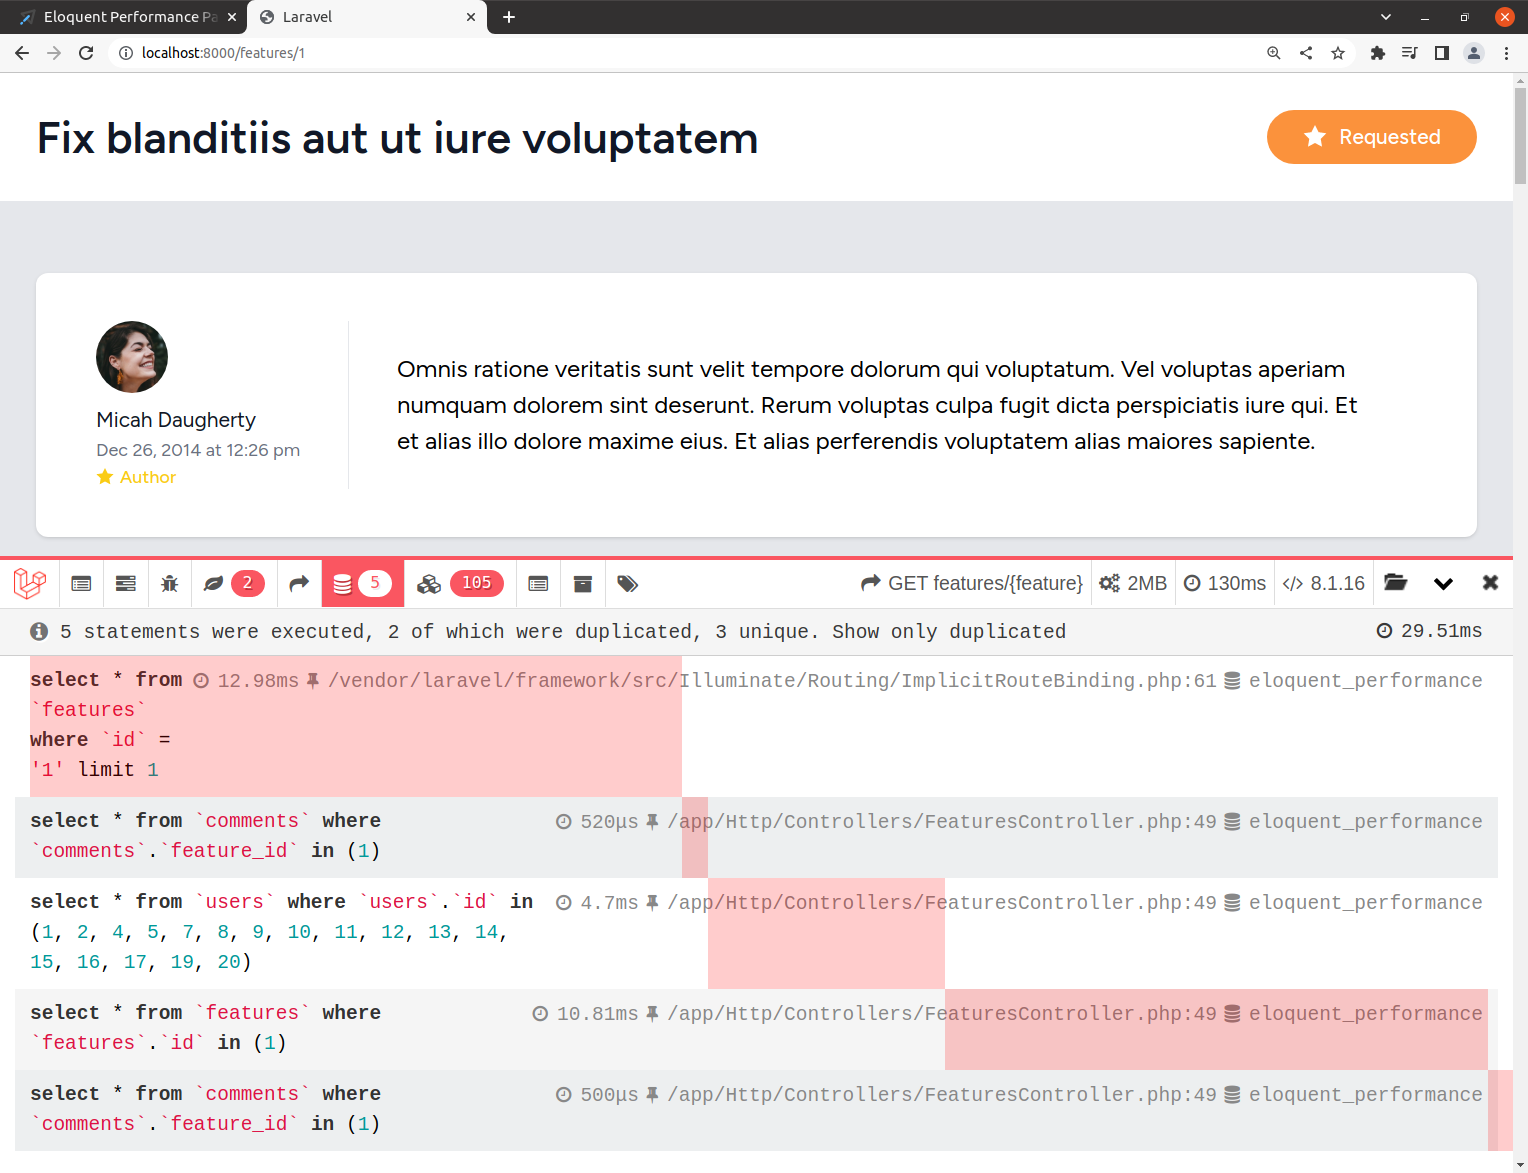 Eloquent Performance Pa
Laravel
localhost:8000/features/1
Fix blanditiis aut ut iure voluptatem
Requested
Micah Daugherty
Dec 26, 2014 at 12:26 pm
Author
Omnis ratione veritatis sunt velit tempore dolorum qui voluptatum. Vel voluptas aperiam
numquam dolorem sint deserunt. Rerum voluptas culpa fugit dicta perspiciatis iure qui. Et
et alias illo dolore maxime eius. Et alias perferendis voluptatem alias maiores sapiente.
2 5 105 GET features/{feature} 2MB 130ms </> 8.1.16
5 statements were executed, 2 of which were duplicated, 3 unique. Show only duplicated 29.51ms
select * from 12.98ms /vendor/laravel/framework/src/Illuminate/Routing/ImplicitRouteBinding.php:61 eloquent_performance
`features`
where `id` =
'1' limit 1
select * from `comments` where 520μs /app/Http/Controllers/FeaturesController.php:49 eloquent_performance
`comments`.`feature_id` in (1)
select * from `users` where `users`.`id` in 4.7ms /app/Http/Controllers/FeaturesController.php:49 eloquent_performance
(1, 2, 4, 5, 7, 8, 9, 10, 11, 12, 13, 14,
15, 16, 17, 19, 20)
select * from `features` where 10.81ms /app/Http/Controllers/FeaturesController.php:49 eloquent_performance
`features`.`id` in (1)
select * from `comments` where 500μs /app/Http/Controllers/FeaturesController.php:49 eloquent_performance
`comments`.`feature_id` in (1)